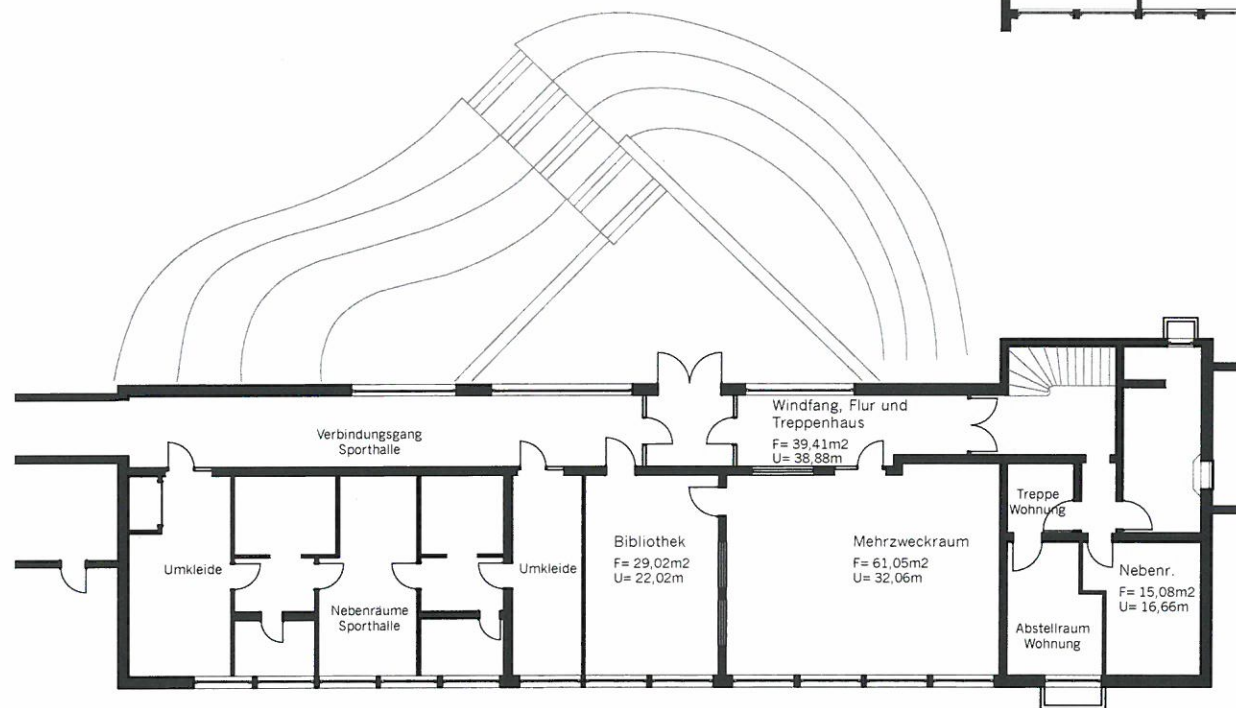 Windfang, Flur und
Treppenhaus
F= 39,41m2
U= 38,88m
Verbindungsgang
Sporthalle
Treppe
Wohnung
Bibliothek
F= 29,02m2
U= 22,02m
Mehrzweckraum
F= 61,05m2
U= 32,06m
Umkleide
Umkleide
Nebenr.
F= 15,08m2
U= 16,66m
Nebenräume
Sporthalle
Abstellraum
Wohnung